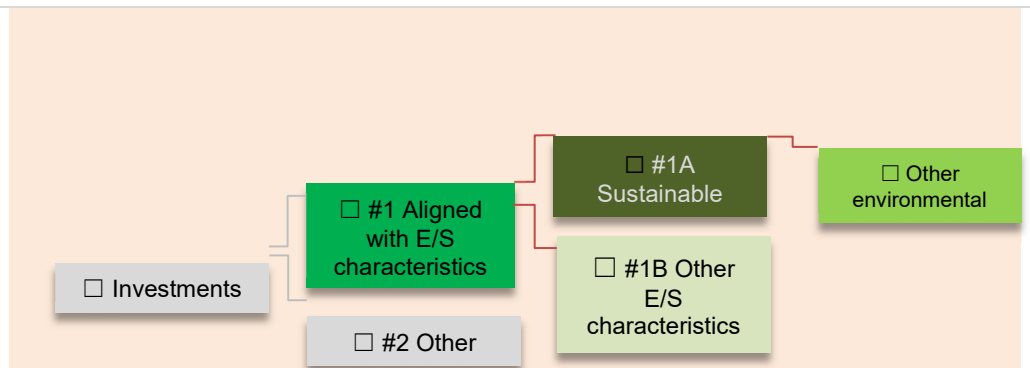 ☐ #1A
Sustainable
☐ Other
environmental
☐ #1 Aligned
with E/S
characteristics
☐ #1B Other
E/S
characteristics
☐ Investments
☐ #2 Other